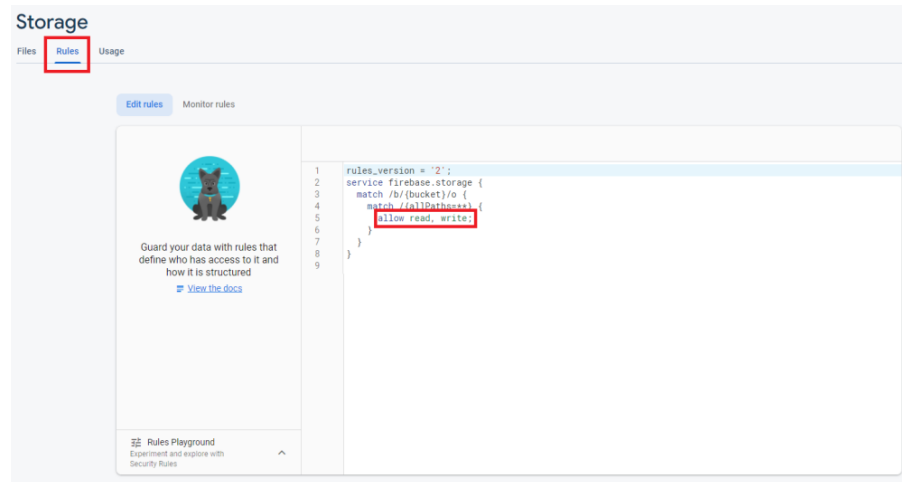 Storage
Files Rules Usage
Edit rules Monitor rules
Guard your data with rules that
define who has access to it and
how it is structured
View the docs
Rules Playground
Experiment and explore with
Security Rules
1 rules_version = '2';
2 service firebase.storage {
3 match /b/{bucket}/o {
4 match /{allPaths=**} {
5 allow read, write;
6 }
7 }
8 }
9